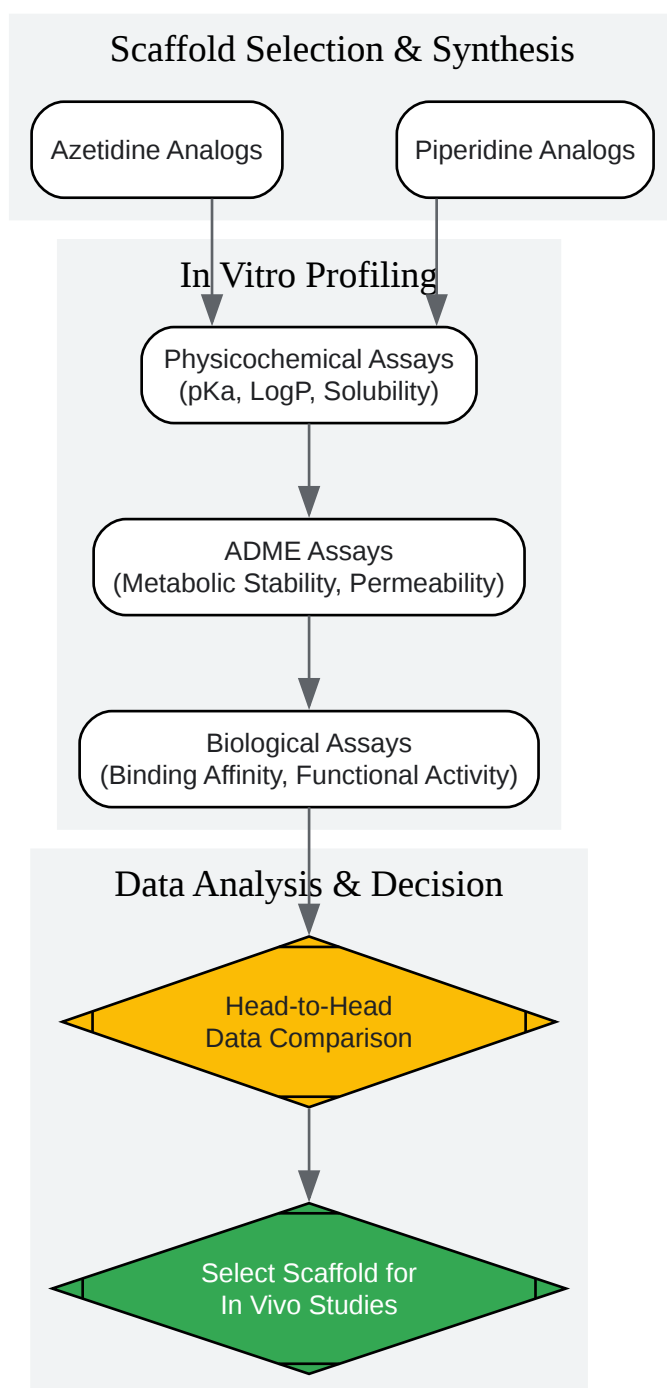 Scaffold Selection & Synthesis
Azetidine Analogs
Piperidine Analogs
In Vitro Profiling
Physicochemical Assays
(pKa, LogP, Solubility)
ADME Assays
(Metabolic Stability, Permeability)
Biological Assays
(Binding Affinity, Functional Activity)
Data Analysis & Decision
Head-to-Head
Data Comparison
Select Scaffold for
In Vivo Studies